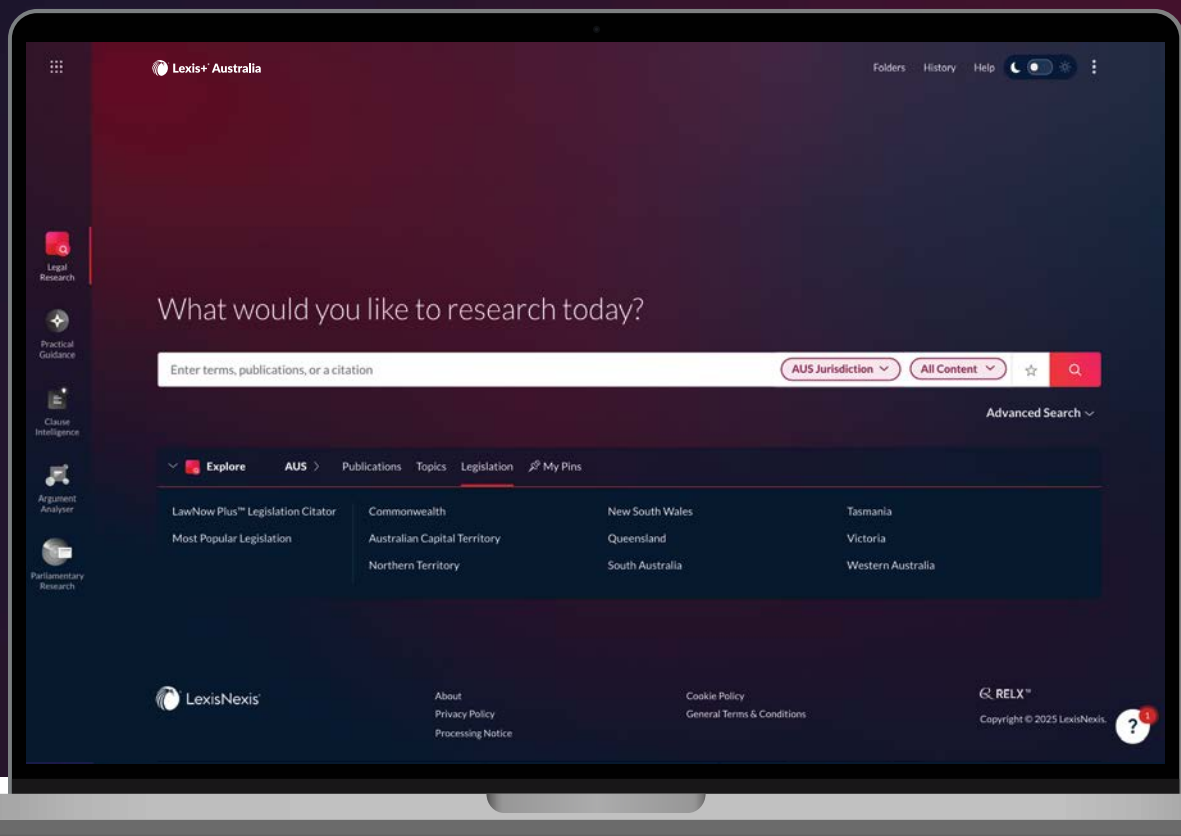 Lexis+ Australia
Folders History Help
Legal
Research
Practical
Guidance
Clause
Intelligence
Argument
Analyser
Parliamentary
Research
What would you like to research today?
Enter terms, publications, or a citation AUS Jurisdiction All Content
Advanced Search
Explore AUS Publications Topics Legislation My Pins
LawNow Plus™ Legislation Citator Commonwealth New South Wales Tasmania
Most Popular Legislation Australian Capital Territory Queensland Victoria
Northern Territory South Australia Western Australia
LexisNexis
About Cookie Policy RELX™
Privacy Policy General Terms & Conditions Copyright © 2025 LexisNexis.
Processing Notice
? 1